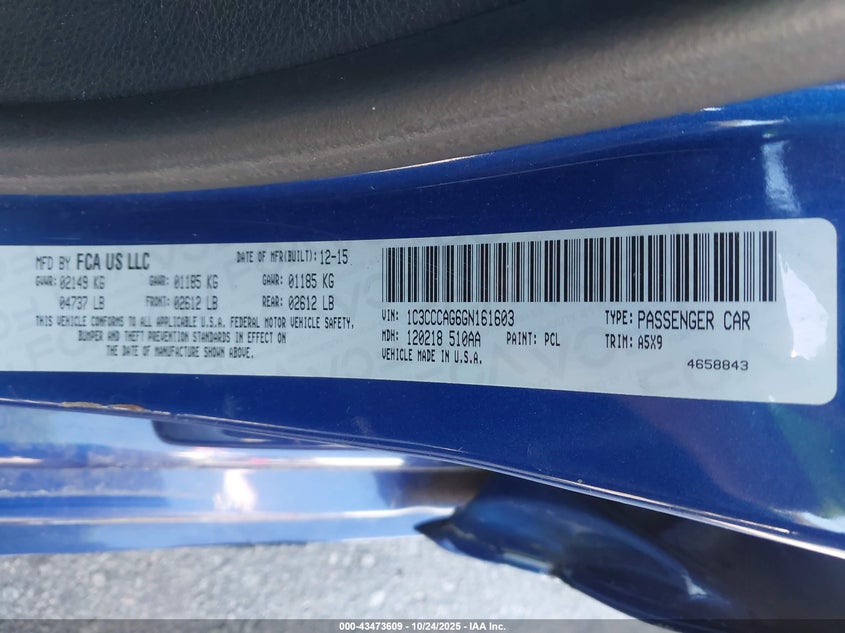 MFD BY FCA US LLC
DATE OF MFR(BUILT): 12-15
GVWR: 02149 KG GAWR: 01185 KG GAWR: 01185 KG
04737 LB FRONT: 02612 LB REAR: 02612 LB
THIS VEHICLE CONFORMS TO ALL APPLICABLE U.S.A. FEDERAL MOTOR VEHICLE SAFETY,
BUMPER AND THEFT PREVENTION STANDARDS IN EFFECT ON
THE DATE OF MANUFACTURE SHOWN ABOVE.
VIN: 1C3CCCAG6GN161603 TYPE: PASSENGER CAR
MDH: 120218 510AA PAINT: PCL TRIM: A5X9
VEHICLE MADE IN U.S.A.
4658843
000-43473609 • 10/24/2025 • IAA Inc.